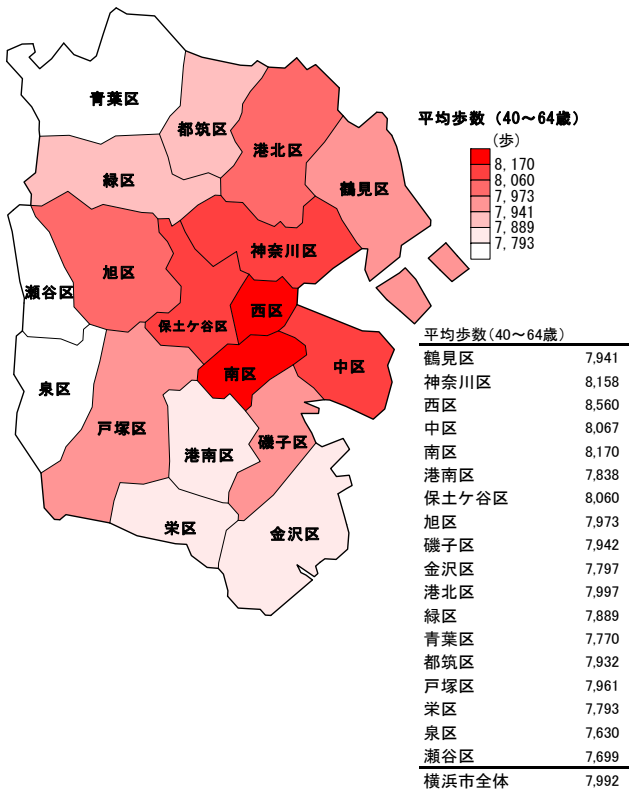 青葉区
都筑区
港北区
緑区
鶴見区
神奈川区
旭区
瀬谷区
西区
保土ケ谷区
中区
南区
泉区
戸塚区
磯子区
港南区
栄区
金沢区
平均歩数 (40～64歳)
(歩)
8,170
8,060
7,973
7,941
7,889
7,793
平均歩数(40～64歳)
鶴見区 7,941
神奈川区 8,158
西区 8,560
中区 8,067
南区 8,170
港南区 7,838
保土ケ谷区 8,060
旭区 7,973
磯子区 7,942
金沢区 7,797
港北区 7,997
緑区 7,889
青葉区 7,770
都筑区 7,932
戸塚区 7,961
栄区 7,793
泉区 7,630
瀬谷区 7,699
横浜市全体 7,992